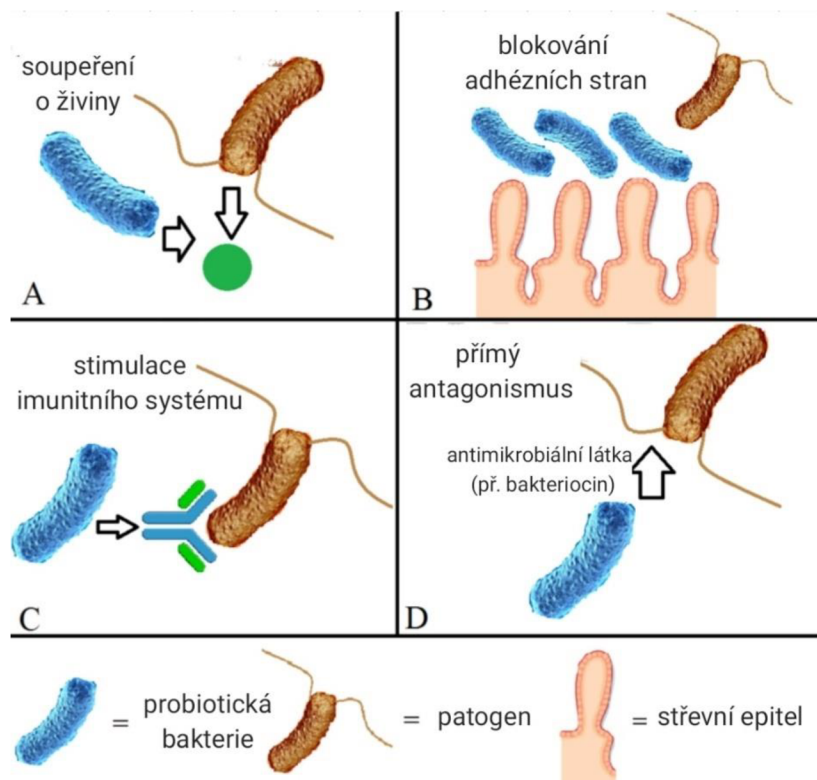 soupeření
o živiny
A
blokování
adhézních stran
B
stimulace
imunitního systému
C
přímý
antagonismus
antimikrobiální látka
(př. bakteriocin)
D
= probiotická
bakterie
= patogen
= střevní epitel